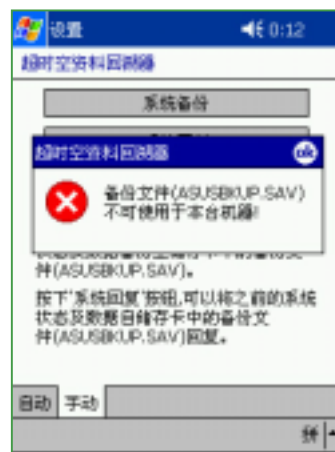 设置 0:12
超时空资料回溯器
系统备份
超时空资料回溯器 ok
备份文件(ASUSBKUP.SAV)
不可使用于本台机器!
件(ASUSBKUP.SAV)。
按下'系统回复'按钮,可以将之前的系统
状态及数据自储存卡中的备份文
件(ASUSBKUP.SAV)回复。
自动 手动
拼